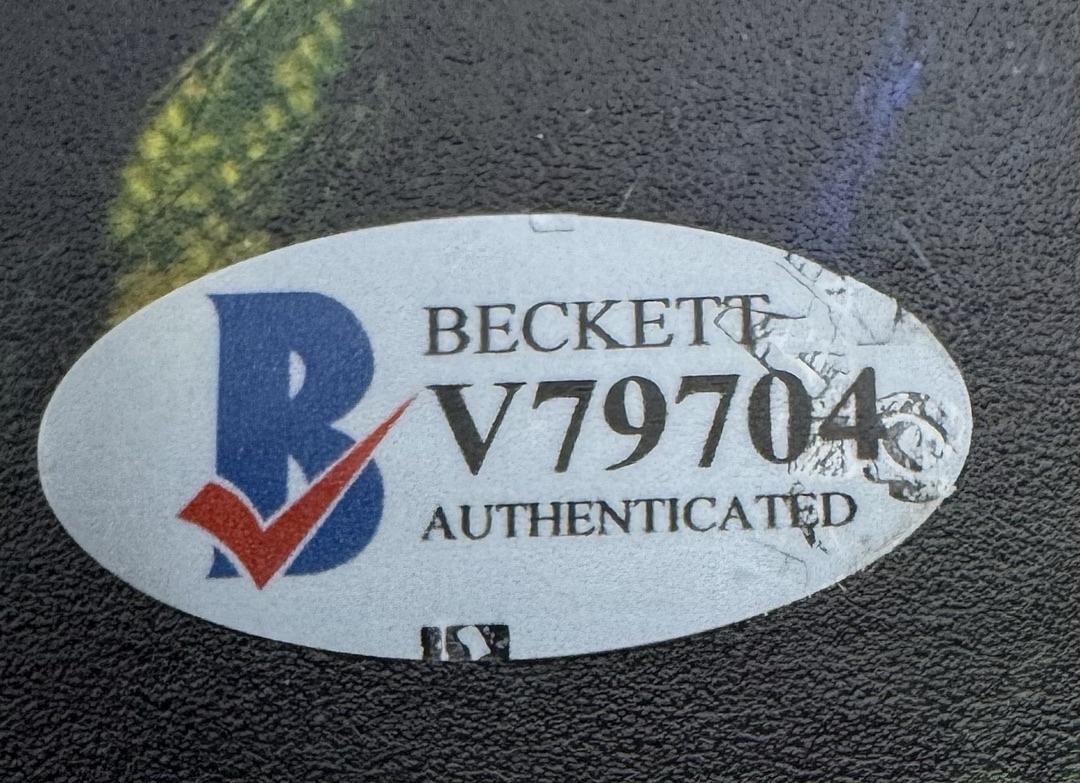 B
BECKETT
V79704
AUTHENTICATED